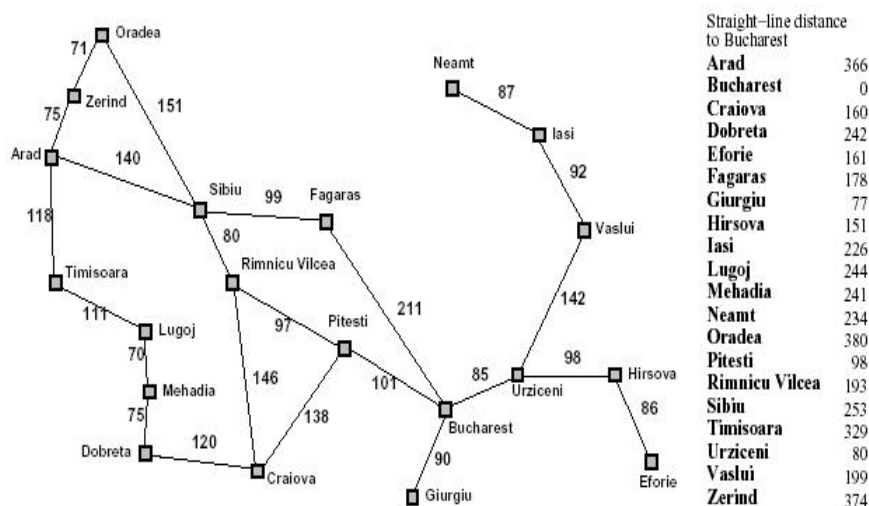 Oradea
71
Neamt
87
Zerind
151
75
Iasi
Arad
140
92
Sibiu
99
Fagaras
118
80
Vaslui
Rimnicu Vilcea
Timisoara
211
142
111
Lugoj
97
Pitesti
70
98
Hirsova
146
101
85
Urziceni
Mehadia
138
86
75
Bucharest
120
Dobreta
90
Craiova
Eforie
Giurgiu
Straight-line distance
to Bucharest
Arad 366
Bucharest 0
Craiova 160
Dobreta 242
Eforie 161
Fagaras 178
Giurgiu 77
Hirsova 151
Iasi 226
Lugoj 244
Mehadia 241
Neamt 234
Oradea 380
Pitesti 98
Rimnicu Vilcea 193
Sibiu 253
Timisoara 329
Urziceni 80
Vaslui 199
Zerind 374